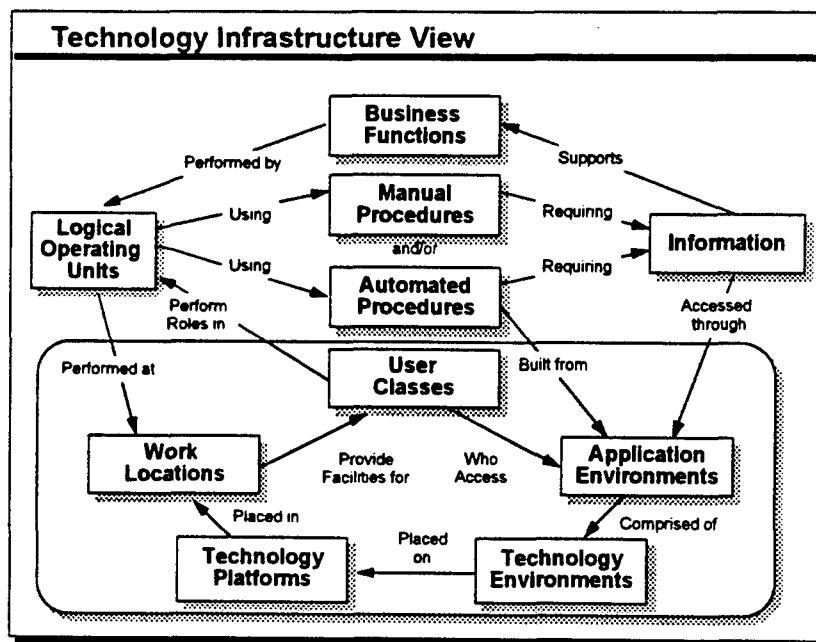 Technology Infrastructure View
Business
Functions
Performed by
Supports
Manual
Procedures
Using
Requiring
Logical
Operating
Units
and/or
Information
Using
Requiring
Automated
Procedures
Perform
Roles in
Accessed
through
User
Classes
Performed at
Built from
Work
Locations
Provide
Facilities for
Who
Access
Application
Environments
Placed in
Comprised of
Technology
Platforms
Placed
on
Technology
Environments